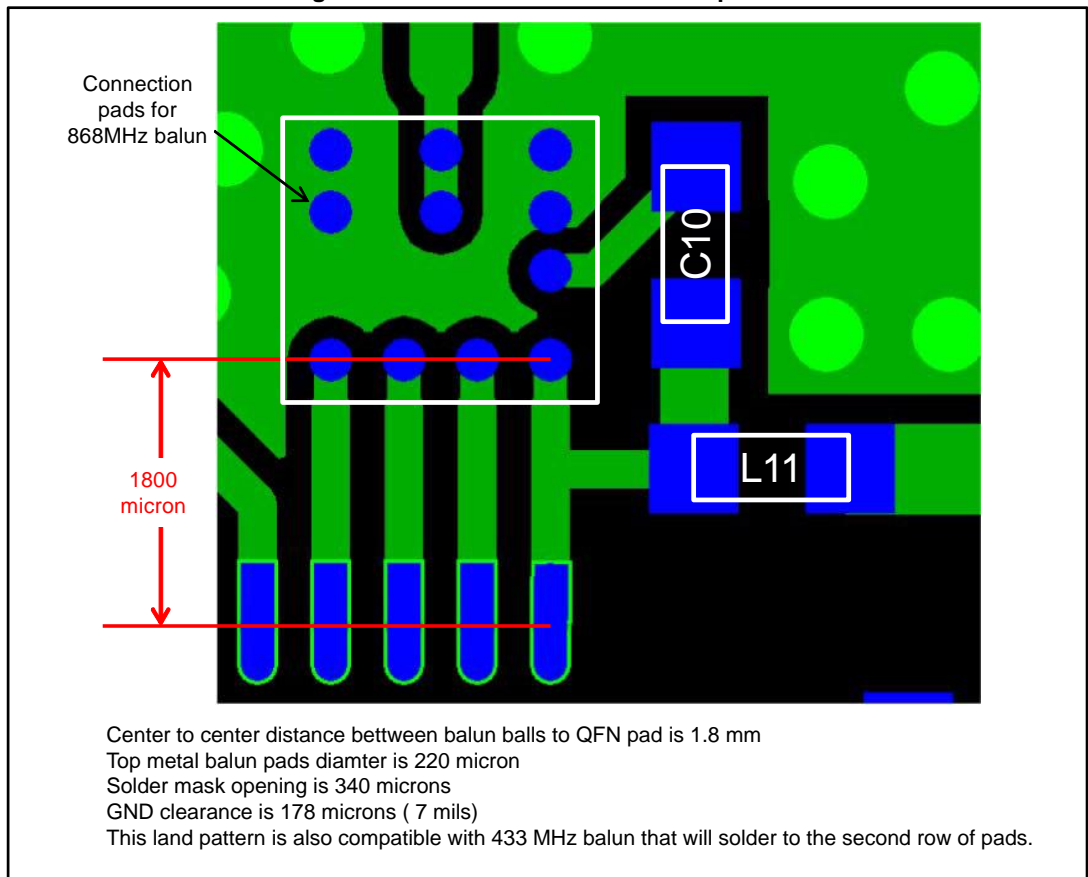 Connection
pads for
868MHz balun
C10
L11
1800
micron
Center to center distance bettween balun balls to QFN pad is 1.8 mm
Top metal balun pads diamter is 220 micron
Solder mask opening is 340 microns
GND clearance is 178 microns ( 7 mils)
This land pattern is also compatible with 433 MHz balun that will solder to the second row of pads.